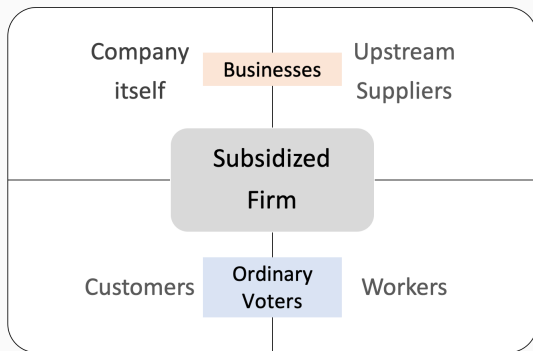 Company
itself
Businesses
Upstream
Suppliers
Subsidized
Firm
Customers
Ordinary
Voters
Workers